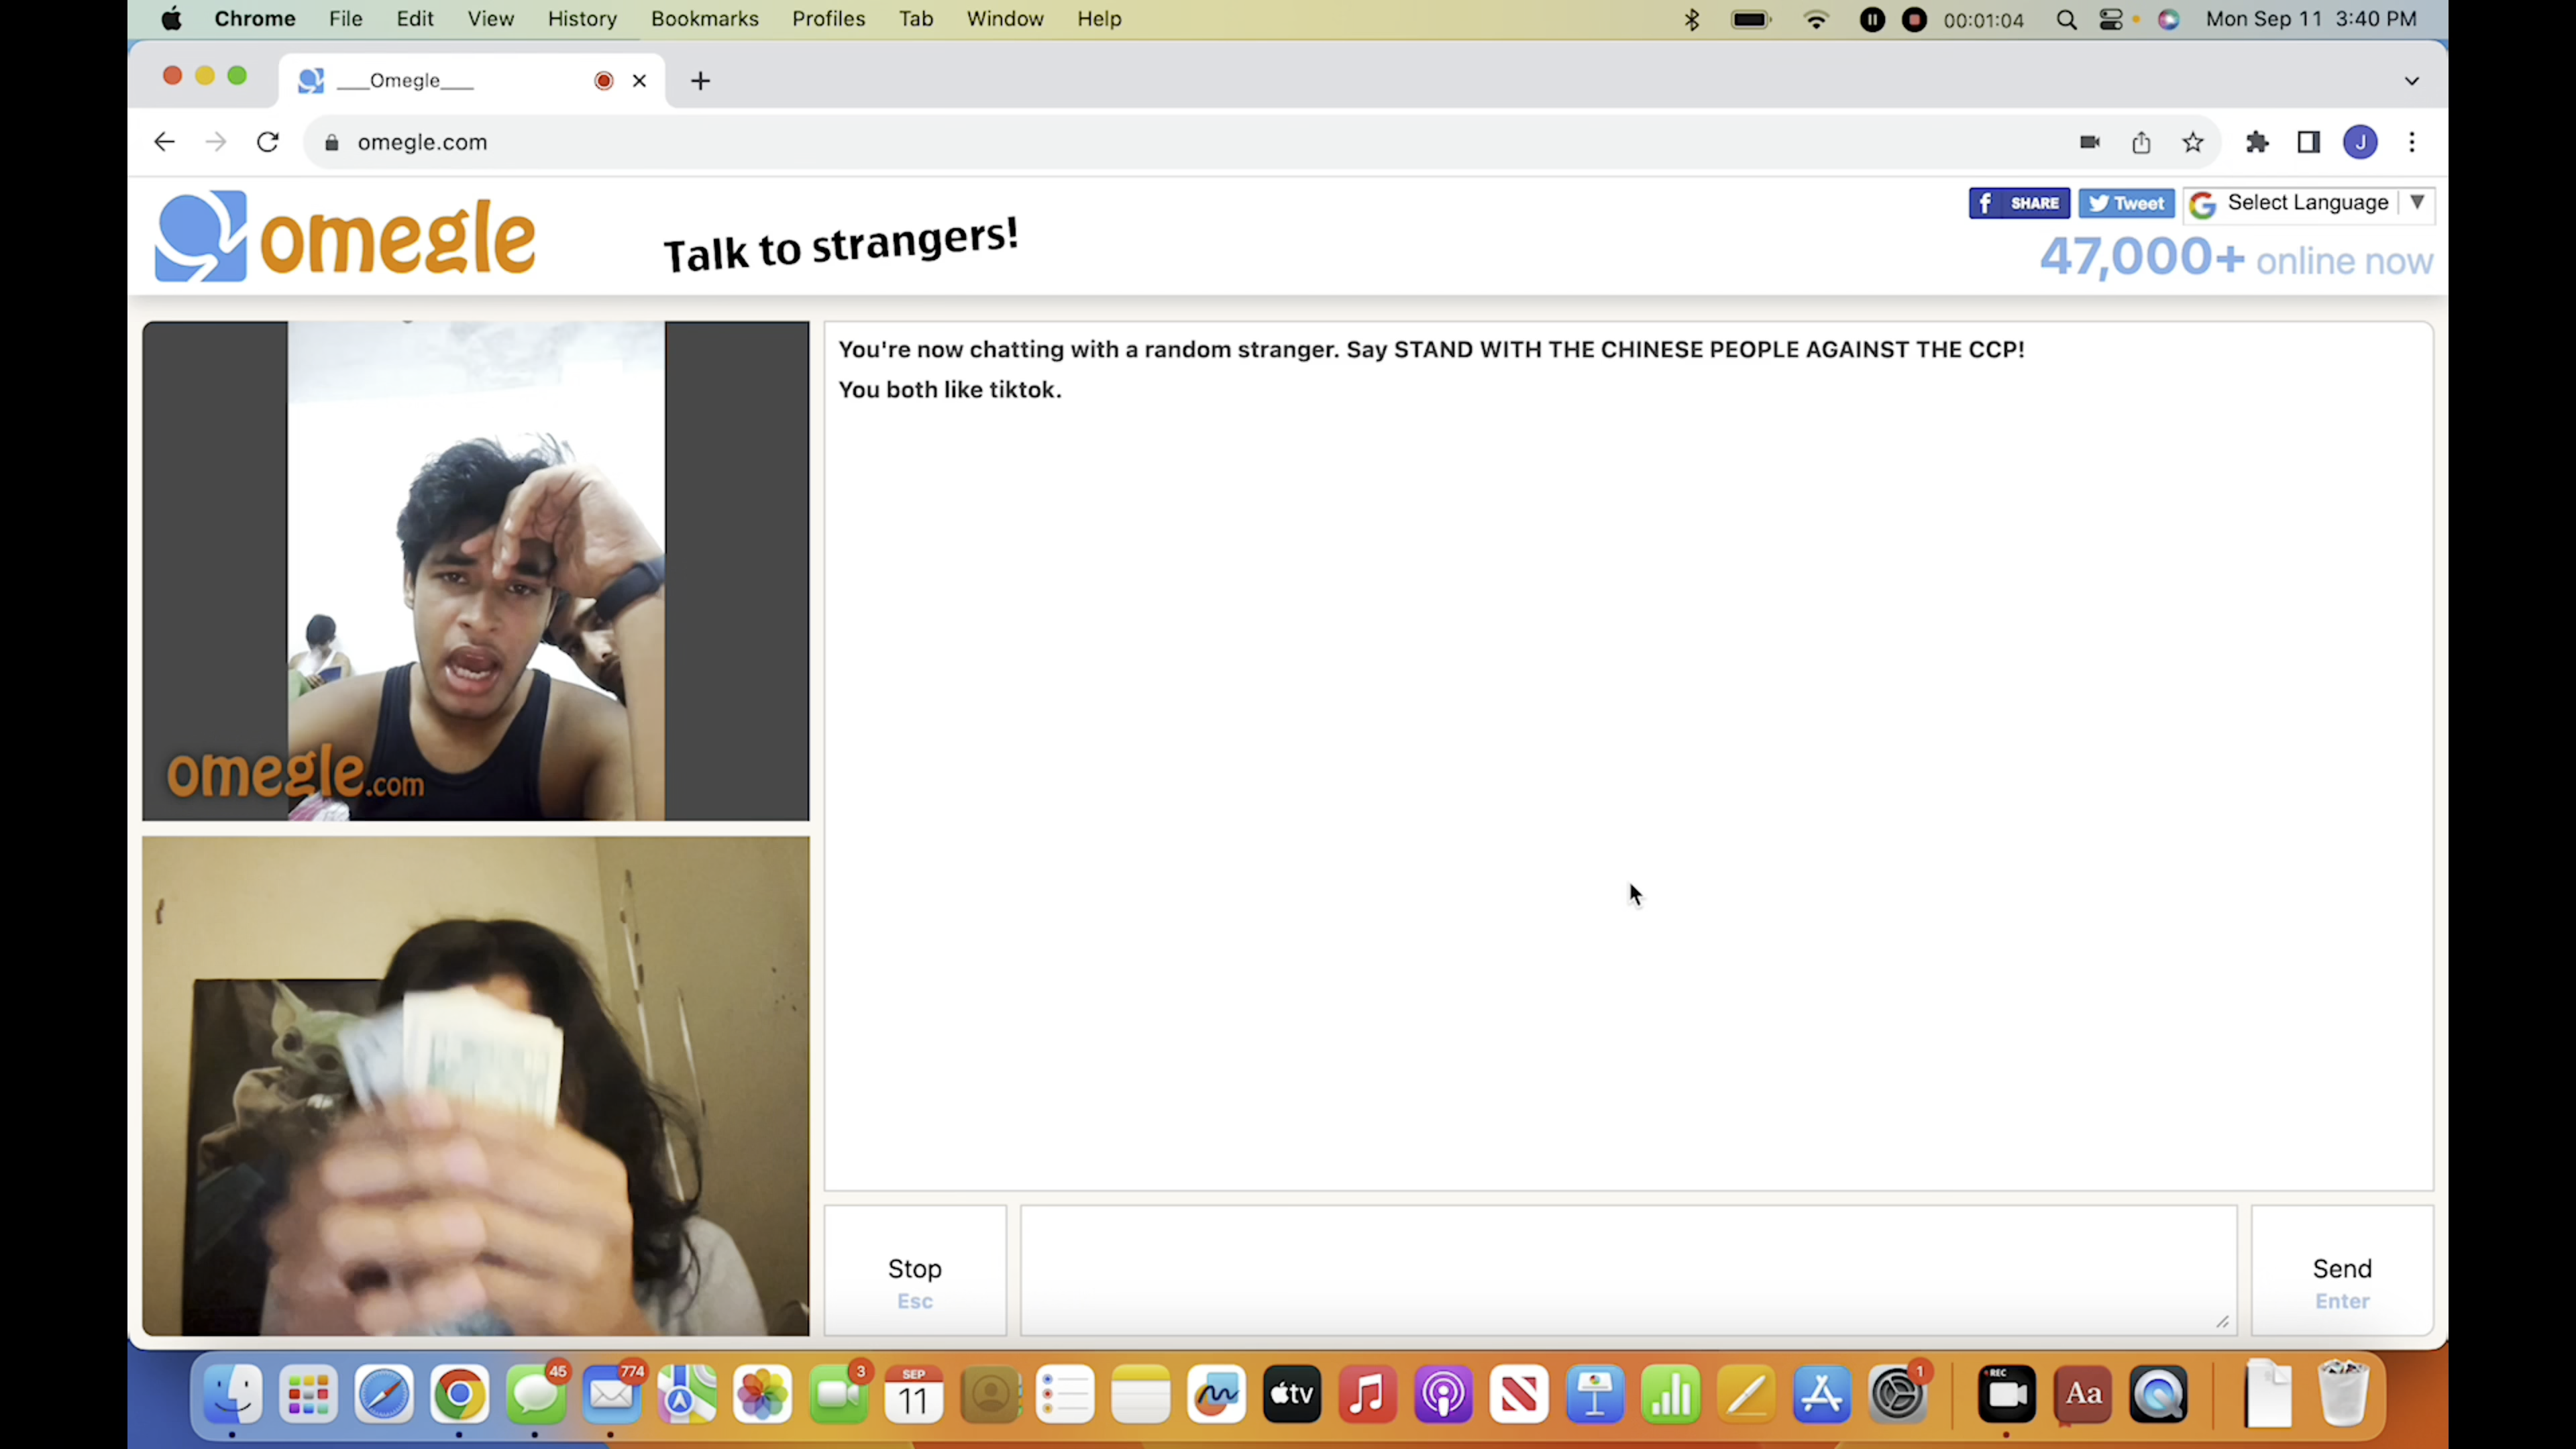 Chrome File Edit View History Bookmarks Profiles Tab Window Help 00:01:04 Mon Sep 11 3:40 PM
___Omegle___
omegle.com J
omegle Talk to strangers! f SHARE Tweet G Select Language ▼
47,000+ online now
You're now chatting with a random stranger. Say STAND WITH THE CHINESE PEOPLE AGAINST THE CCP!
You both like tiktok.
omegle.com
Stop
Esc
Send
Enter
45 774 3 SEP 11 tv REC Aa 1